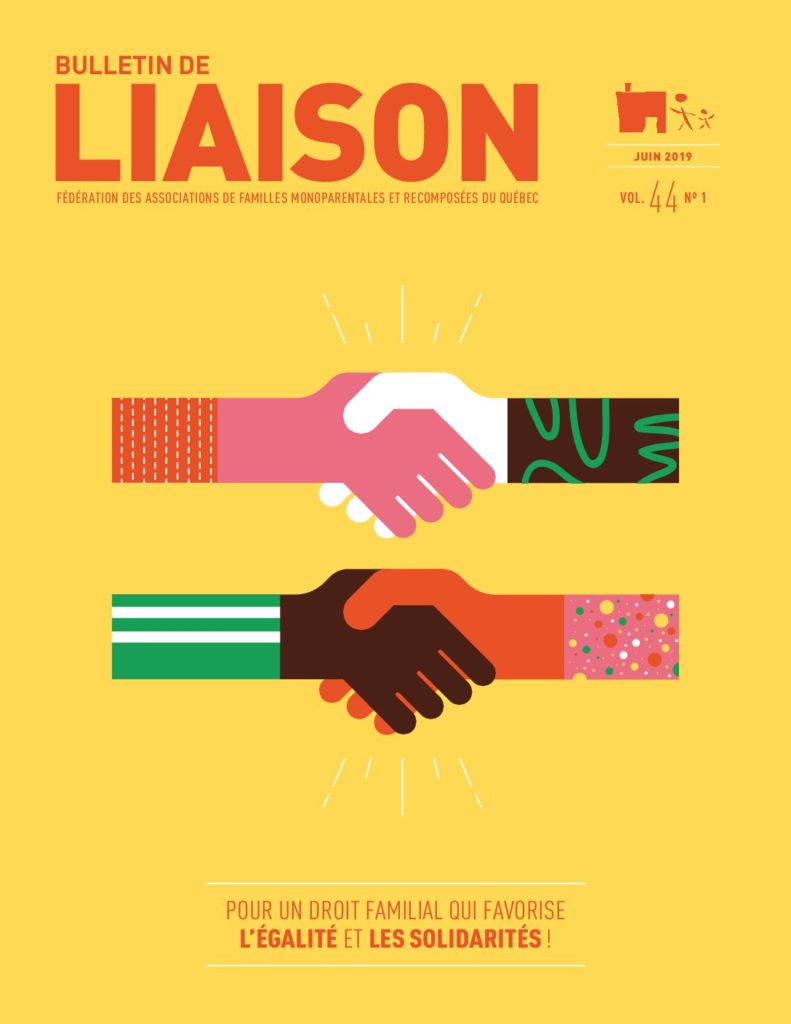 BULLETIN DE
LIAISON
FÉDÉRATION DES ASSOCIATIONS DE FAMILLES MONOPARENTALES ET RECOMPOSÉES DU QUÉBEC
JUIN 2019
VOL. 44 Nº 1
POUR UN DROIT FAMILIAL QUI FAVORISE
L'ÉGALITÉ ET LES SOLIDARITÉS !